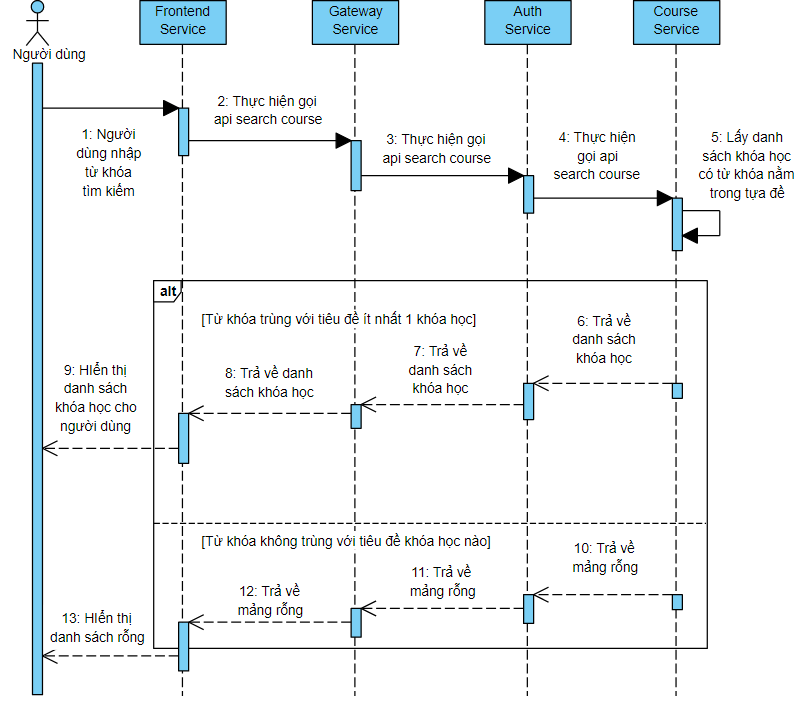 Người dùng
Frontend
Service
Gateway
Service
Auth
Service
Course
Service
1: Người
dùng nhập
từ khóa
tìm kiếm
2: Thực hiện gọi
api search course
3: Thực hiện gọi
api search course
4: Thực hiện
gọi api
search course
5: Lấy danh
sách khóa học
có từ khóa nằm
trong tựa đề
alt
[Từ khóa trùng với tiêu đề ít nhất 1 khóa học]
6: Trả về
danh sách
khóa học
7: Trả về
danh sách
khóa học
8: Trả về danh
sách khóa học
9: HIển thị
danh sách
khóa học cho
người dùng
[Từ khóa không trùng với tiêu đề khóa học nào]
10: Trả về
mảng rỗng
11: Trả về
mảng rỗng
12: Trả về
mảng rỗng
13: HIển thị
danh sách rỗng